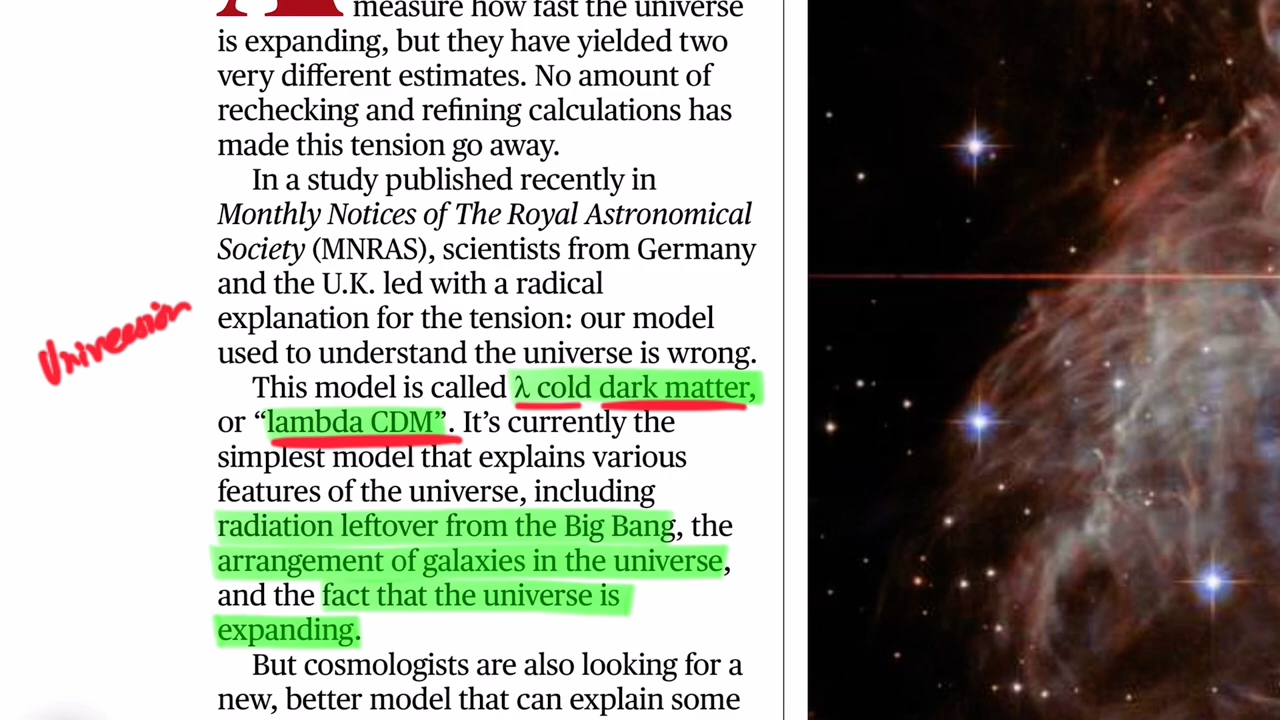 measure how fast the universe
is expanding, but they have yielded two
very different estimates. No amount of
rechecking and refining calculations has
made this tension go away.
In a study published recently in
Monthly Notices of The Royal Astronomical
Society (MNRAS), scientists from Germany
and the U.K. led with a radical
explanation for the tension: our model
used to understand the universe is wrong.
This model is called λ cold dark matter,
or “lambda CDM”. It’s currently the
simplest model that explains various
features of the universe, including
radiation leftover from the Big Bang, the
arrangement of galaxies in the universe,
and the fact that the universe is
expanding.
But cosmologists are also looking for a
new, better model that can explain some